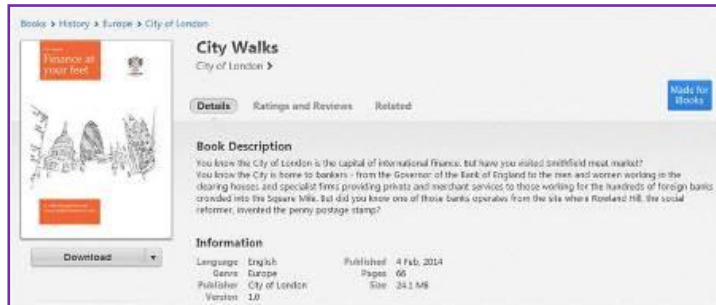 Books > History > Europe > City of London
City Walks
City of London >
Finance at
your feet
Details Ratings and Reviews Related
Made for
iBooks
Book Description
You know the City of London is the capital of international finance. But have you visited Smithfield meat market?
You know the City is home to bankers - from the Governor of the Bank of England to the men and women working in the
clearing houses and specialist firms providing private and merchant services to those working for the hundreds of foreign banks
crowded into the Square Mile. But did you know one of those banks operates from the site where Rowland Hill, the social
reformer, invented the penny postage stamp?
Download
Information
Language English Published 4 Feb, 2014
Genre Europe Pages 66
Publisher City of London Size 24.1 MB
Version 1.0